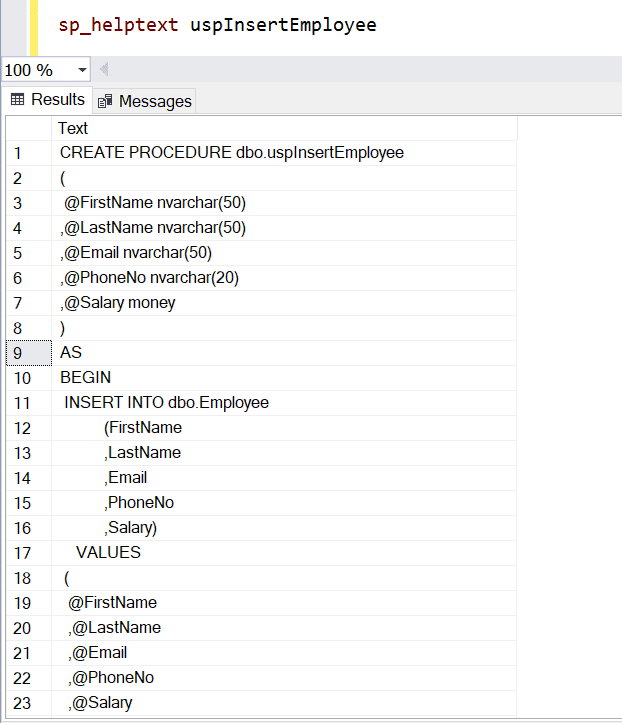 sp_helptext uspInsertEmployee
100 %
Results Messages
Text
1 CREATE PROCEDURE dbo.uspInsertEmployee
2 (
3 @FirstName nvarchar(50)
4 ,@LastName nvarchar(50)
5 ,@Email nvarchar(50)
6 ,@PhoneNo nvarchar(20)
7 ,@Salary money
8 )
9 AS
10 BEGIN
11 INSERT INTO dbo.Employee
12 (FirstName
13 ,LastName
14 ,Email
15 ,PhoneNo
16 ,Salary)
17 VALUES
18 (
19 @FirstName
20 ,@LastName
21 ,@Email
22 ,@PhoneNo
23 ,@Salary